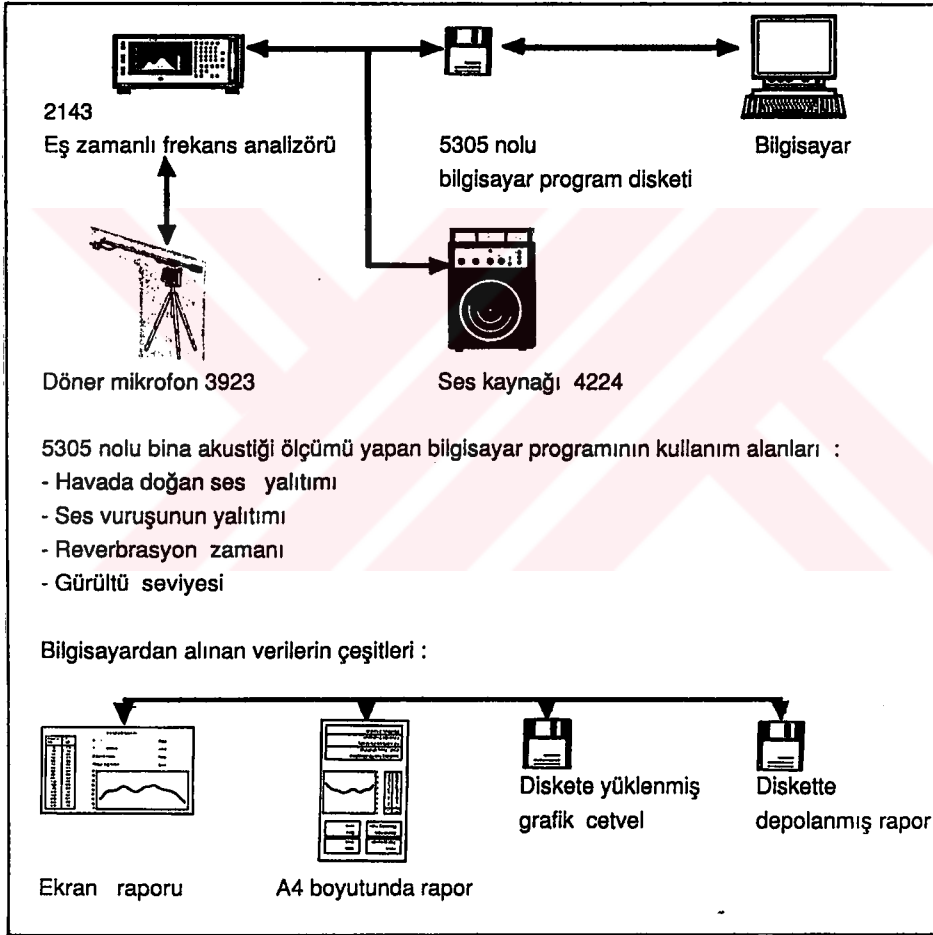 2143
Eş zamanlı frekans analizörü
5305 nolu
bilgisayar program disketi
Bilgisayar
Döner mikrofon 3923
Ses kaynağı 4224
5305 nolu bina akustiği ölçümü yapan bilgisayar programının kullanım alanları :
- Havada doğan ses yalıtımı
- Ses vuruşunun yalıtımı
- Reverbrasyon zamanı
- Gürültü seviyesi
Bilgisayardan alınan verilerin çeşitleri :
Ekran raporu
A4 boyutunda rapor
Diskete yüklenmiş
grafik cetvel
Diskette
depolanmış rapor